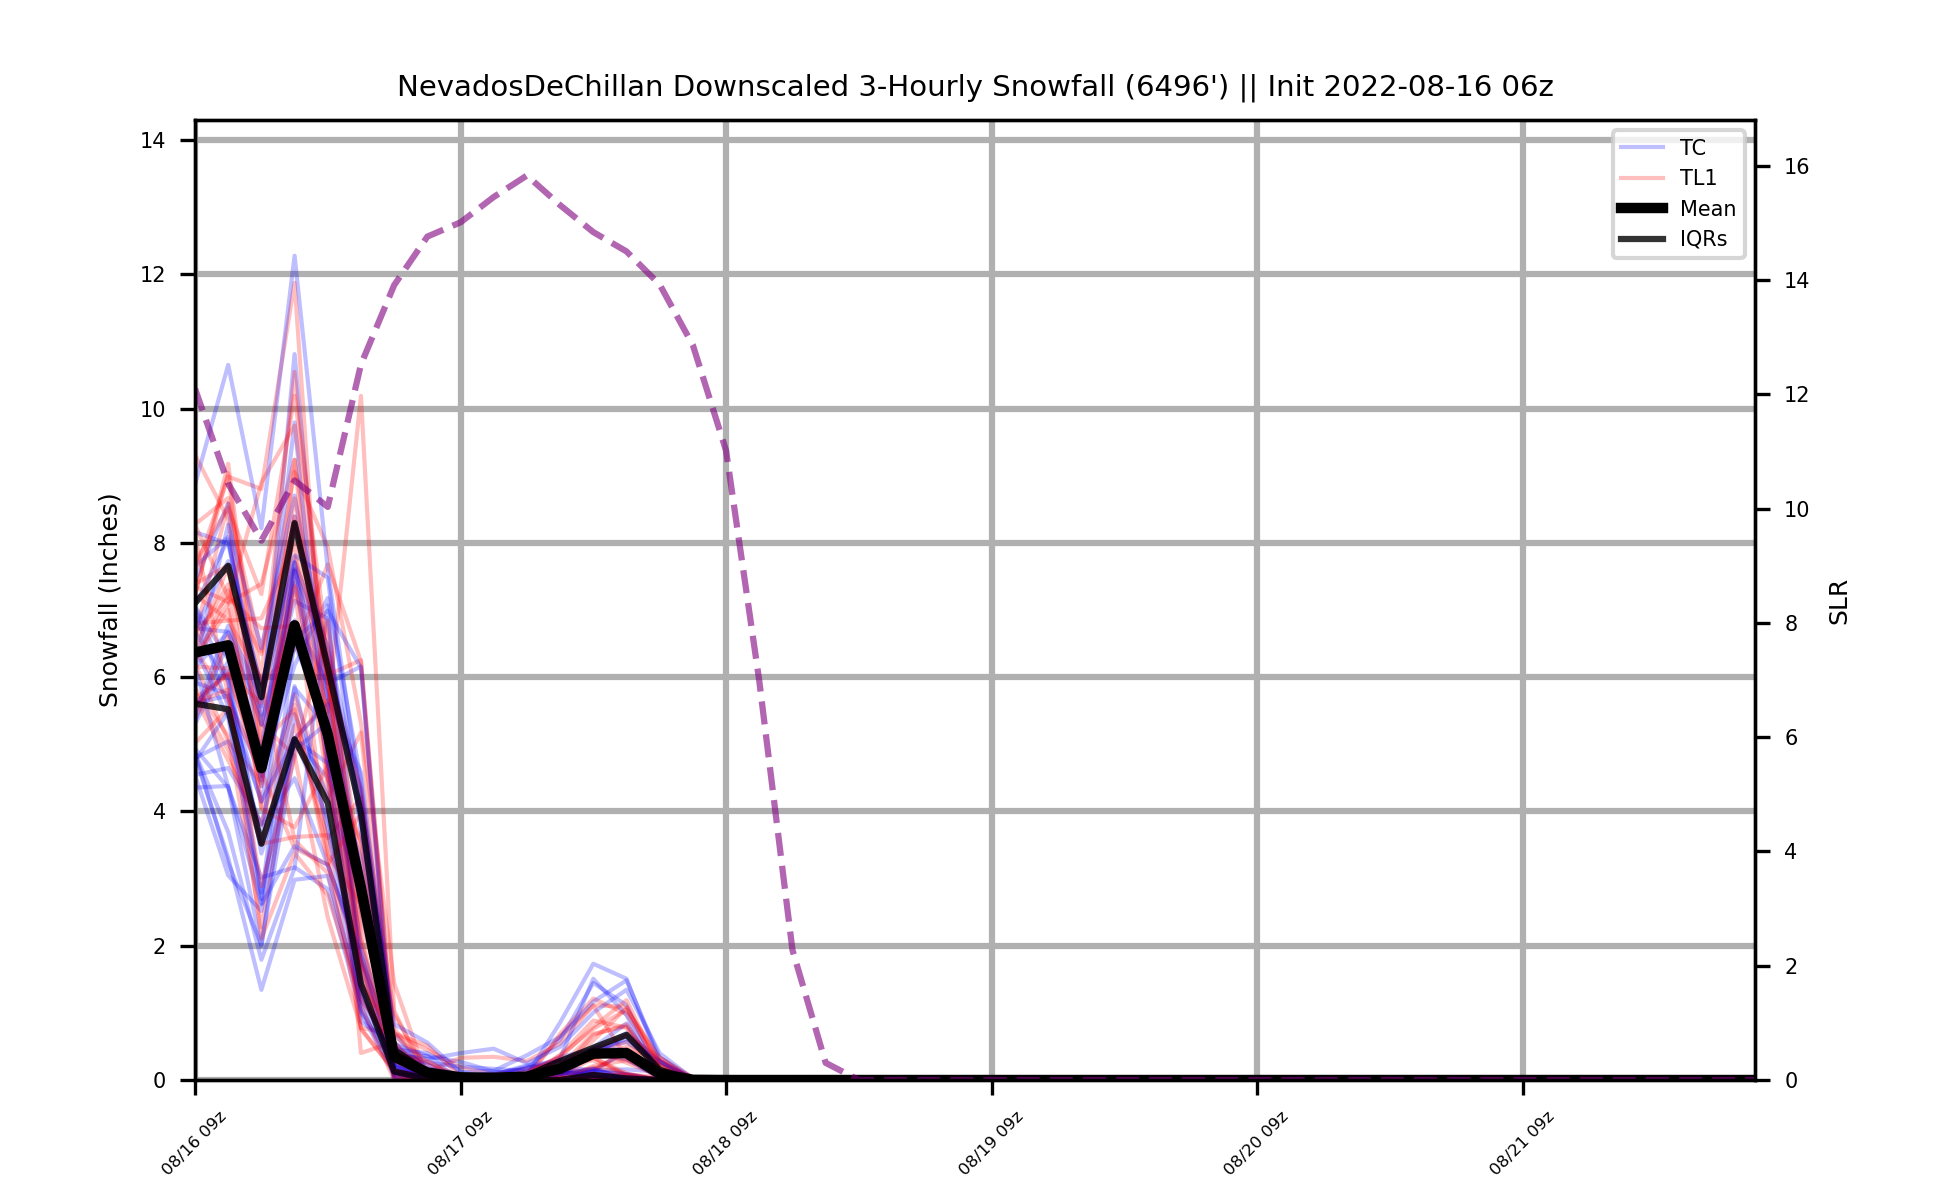 NevadosDeChillan Downscaled 3-Hourly Snowfall (6496') || Init 2022-08-16 06z
TC
TL1
Mean
IQRs
Snowfall (Inches)
14
12
10
8
6
4
2
0
16
14
12
10
8
6
4
2
0
SLR
08/16 09z
08/17 09z
08/18 09z
08/19 09z
08/20 09z
08/21 09z